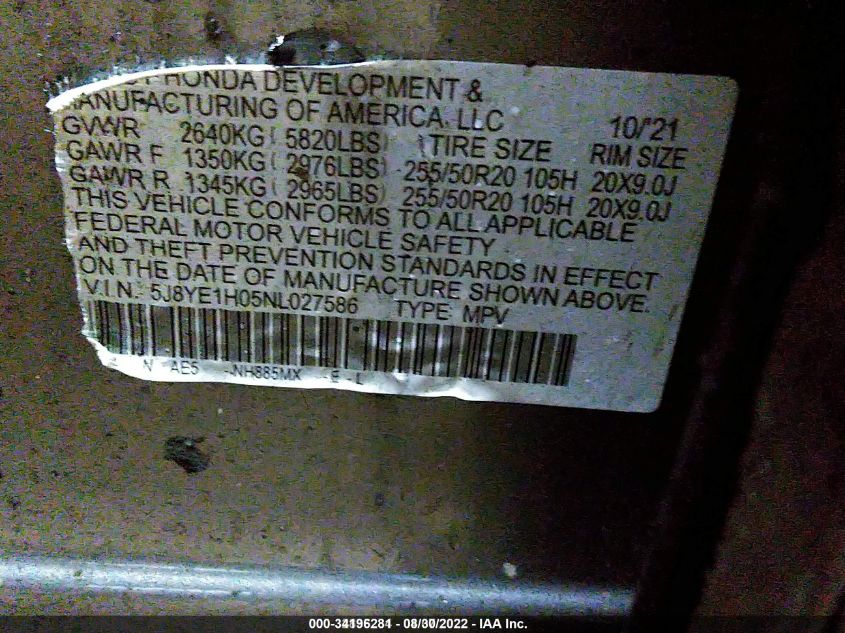 HONDA DEVELOPMENT &
MANUFACTURING OF AMERICA, LLC 10/'21
GVWR 2640KG ( 5820LBS) TIRE SIZE RIM SIZE
GAWR F 1350KG ( 2976LBS) 255/50R20 105H 20X9.0J
GAWR R 1345KG ( 2965LBS) 255/50R20 105H 20X9.0J
THIS VEHICLE CONFORMS TO ALL APPLICABLE
FEDERAL MOTOR VEHICLE SAFETY
AND THEFT PREVENTION STANDARDS IN EFFECT
ON THE DATE OF MANUFACTURE SHOWN ABOVE.
V.I.N. 5J8YE1H05NL027586 TYPE MPV
N AE5 NH885MX E - L
000-34196281 - 08/30/2022 - IAA Inc.